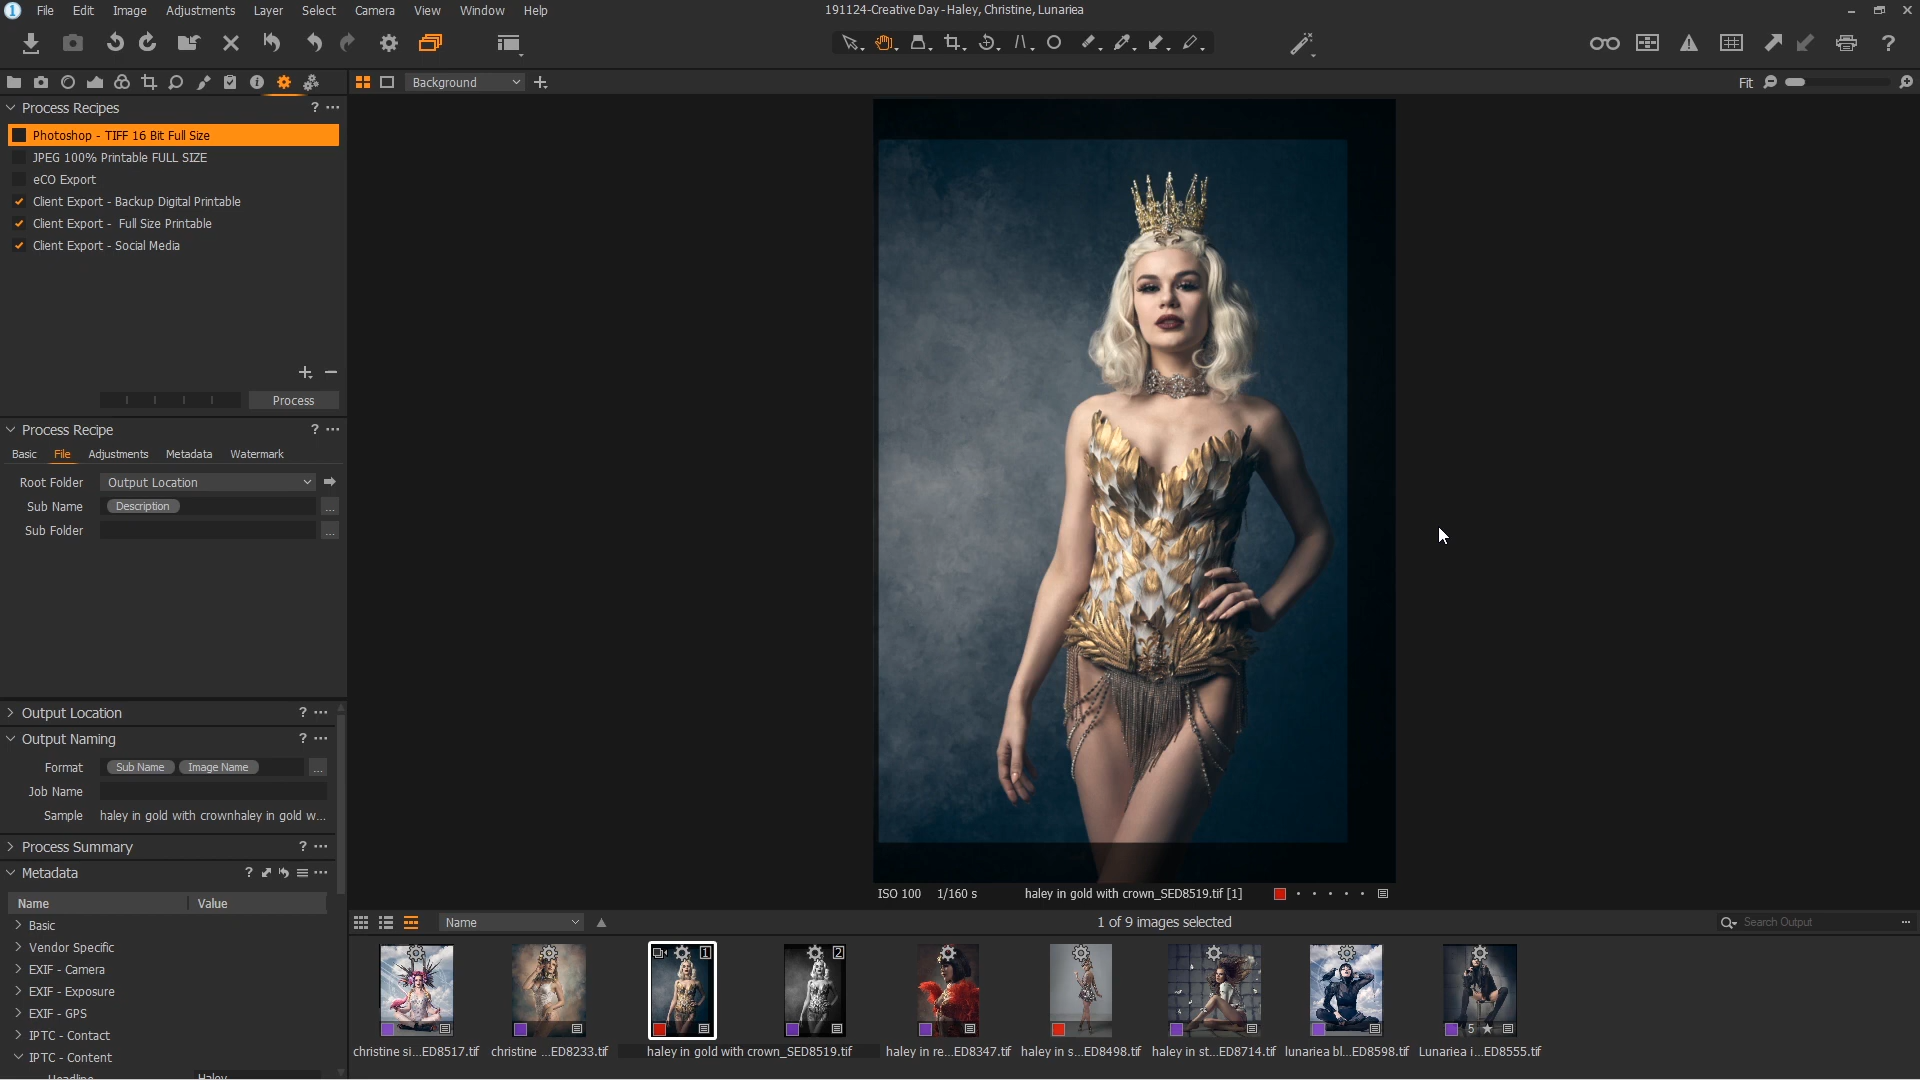 1 File Edit Image Adjustments Layer Select Camera View Window Help
191124-Creative Day - Haley, Christine, Lunariea
Background
Fit
Process Recipes ? ...
Photoshop - TIFF 16 Bit Full Size
JPEG 100% Printable FULL SIZE
eCO Export
Client Export - Backup Digital Printable
Client Export - Full Size Printable
Client Export - Social Media
Process
Process Recipe ? ...
Basic File Adjustments Metadata Watermark
Root Folder Output Location
Sub Name Description ...
Sub Folder ...
Output Location ? ...
Output Naming ? ...
Format Sub Name Image Name ...
Job Name
Sample haley in gold with crownhaley in gold w...
Process Summary ? ...
Metadata ? ...
Name Value
Basic
Vendor Specific
EXIF - Camera
EXIF - Exposure
EXIF - GPS
IPTC - Contact
IPTC - Content
Headline Haley
ISO 100 1/160 s haley in gold with crown_SED8519.tif [1]
Name
1 of 9 images selected
Search Output ...
1
2
5
christine si...ED8517.tif
christine ...ED8233.tif
haley in gold with crown_SED8519.tif
haley in re...ED8347.tif
haley in s...ED8498.tif
haley in st...ED8714.tif
lunariea bl...ED8598.tif
Lunariea i...ED8555.tif